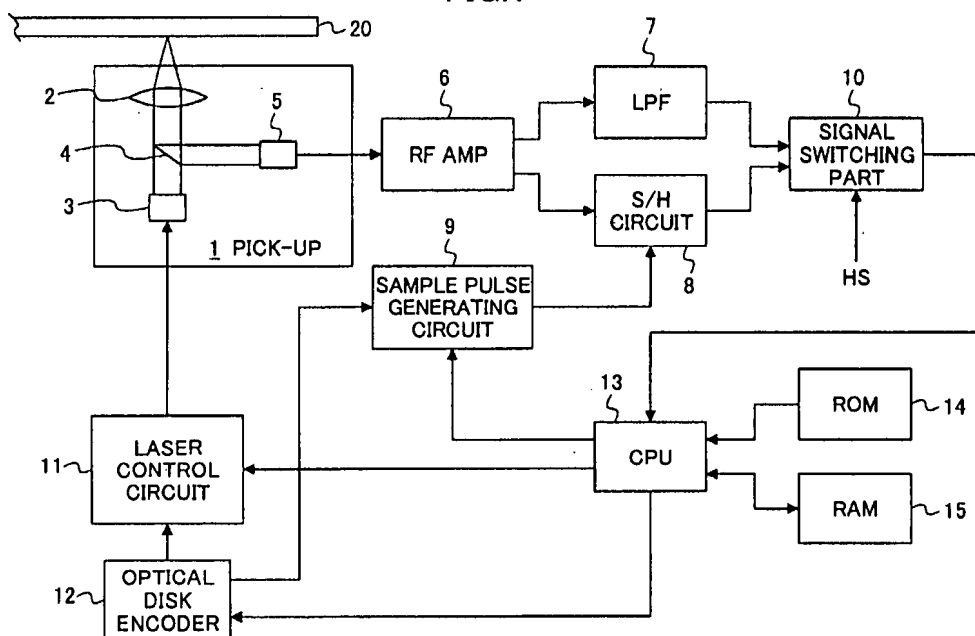 20
2
5
4
3
1 PICK-UP
6
RF AMP
7
LPF
S/H
CIRCUIT
8
10
SIGNAL
SWITCHING
PART
HS
9
SAMPLE PULSE
GENERATING
CIRCUIT
13
CPU
ROM
14
RAM
15
11
LASER
CONTROL
CIRCUIT
12
OPTICAL
DISK
ENCODER